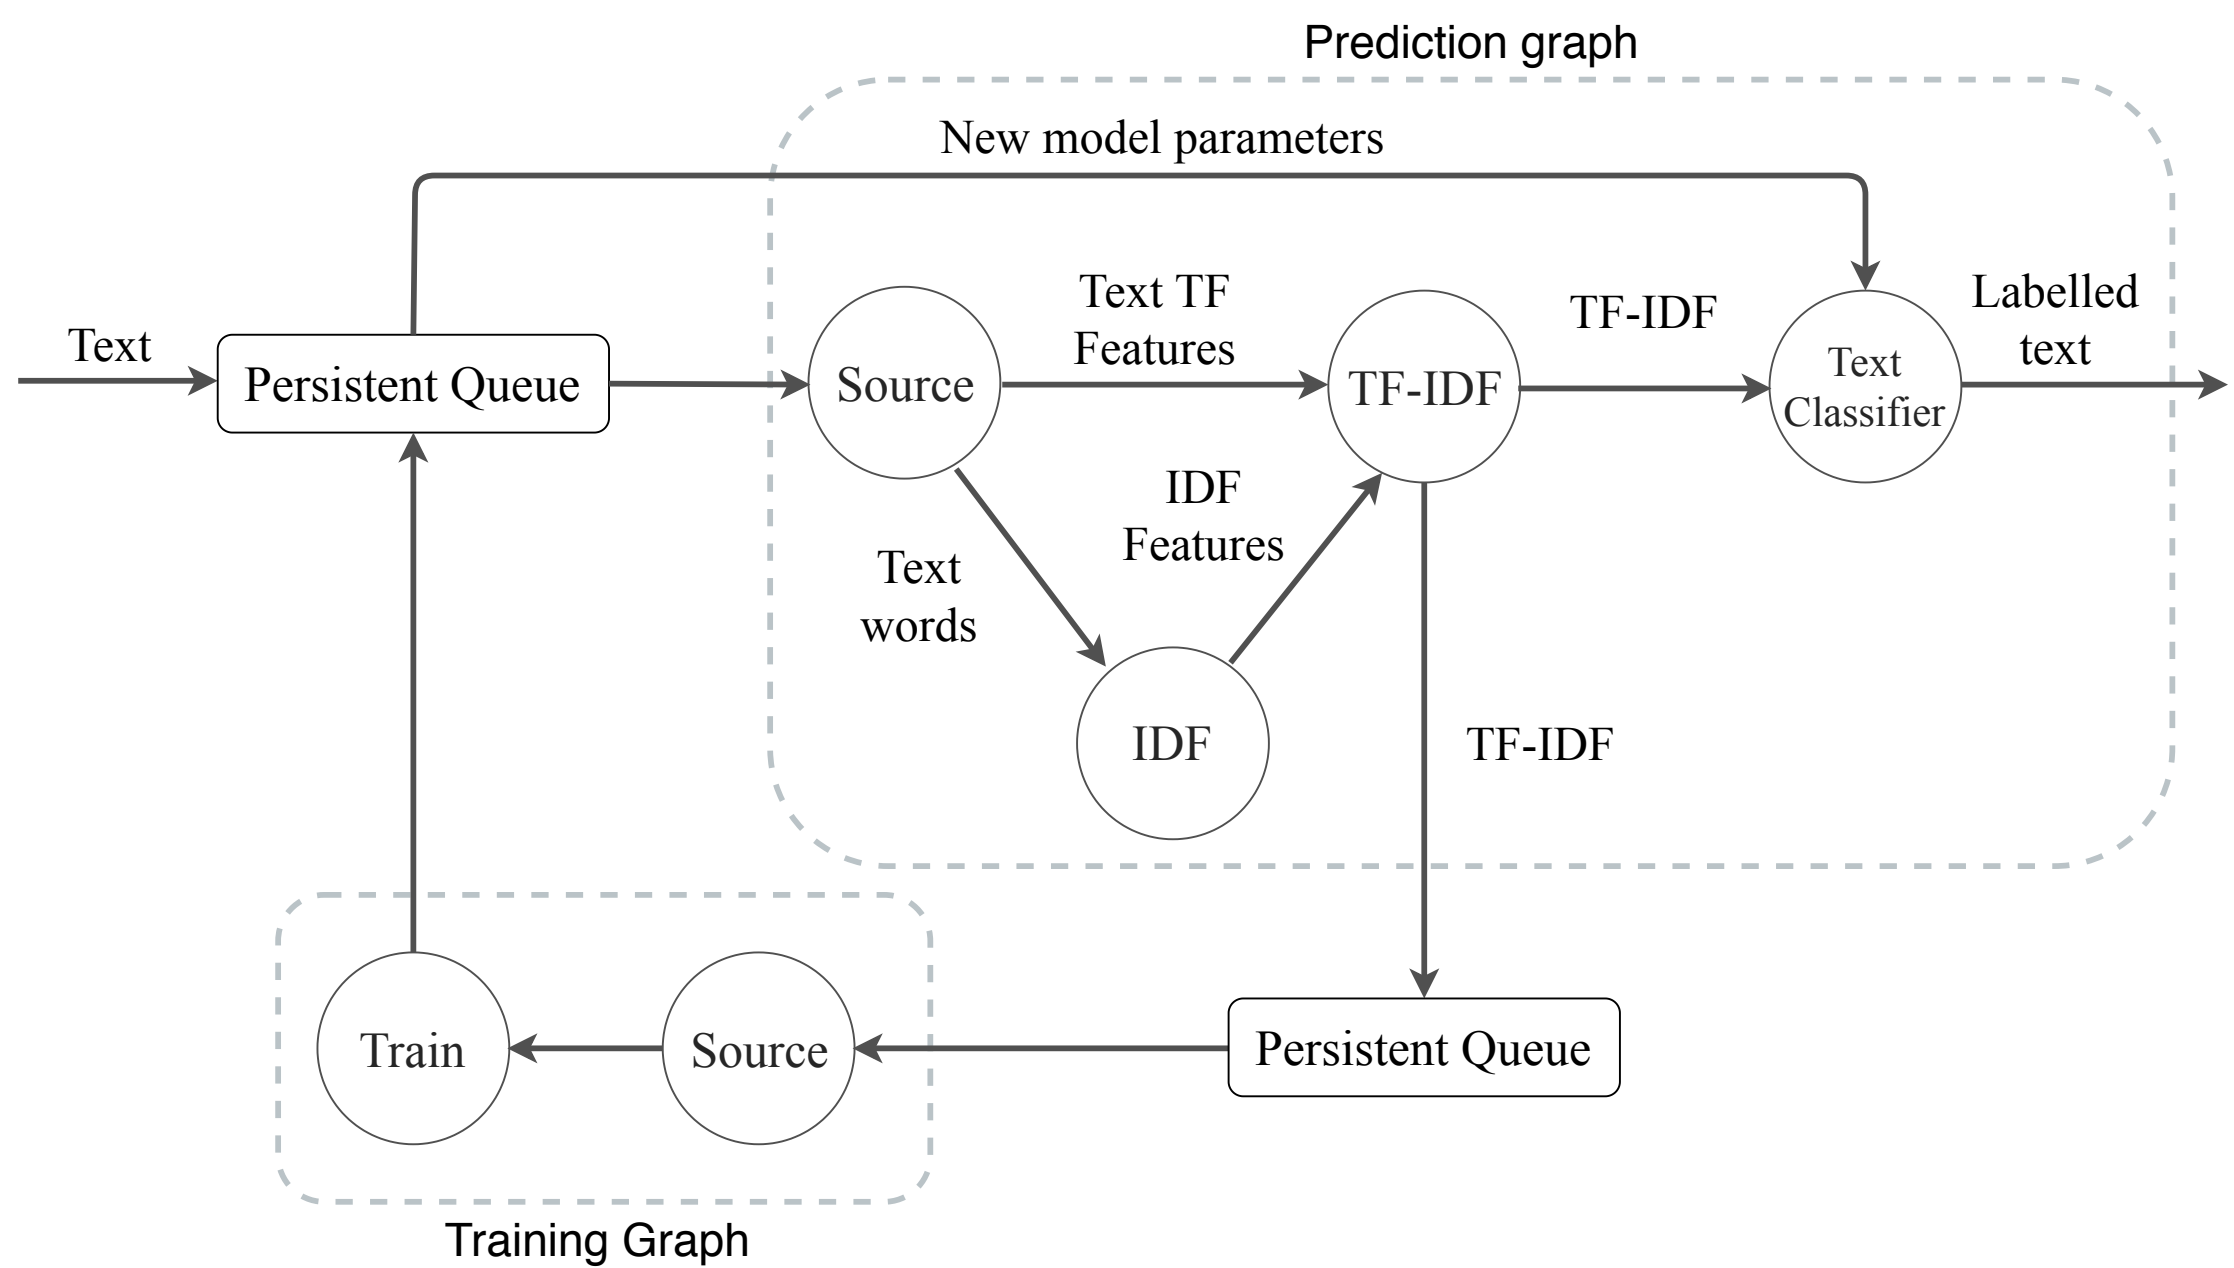 Prediction graph
New model parameters
Text
Persistent Queue
Source
Text TF
Features
TF-IDF
TF-IDF
Text
Classifier
Labelled
text
Text
words
IDF
Features
IDF
TF-IDF
Train
Source
Persistent Queue
Training Graph